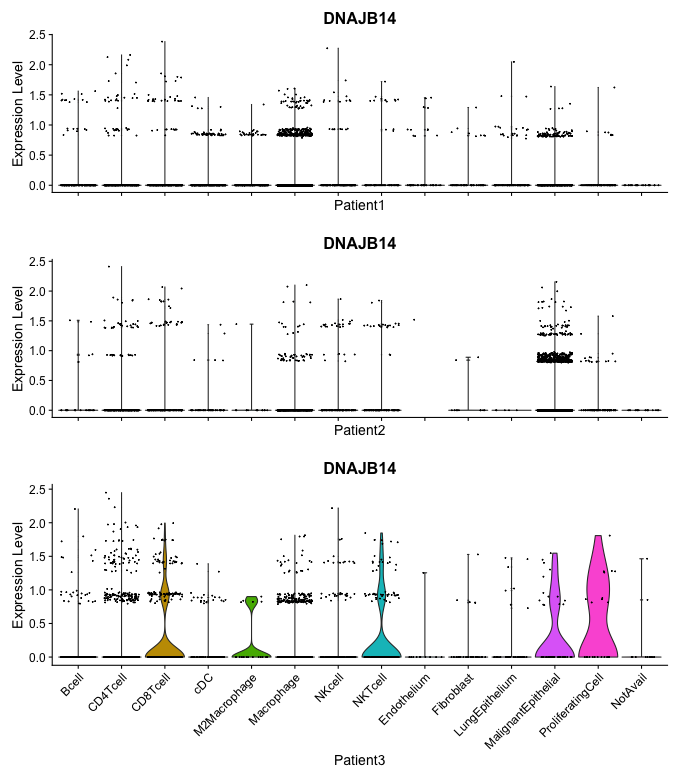 DNAJB14
Expression Level
2.5
2.0
1.5
1.0
0.5
0.0
Patient1
DNAJB14
Expression Level
2.5
2.0
1.5
1.0
0.5
0.0
Patient2
DNAJB14
Expression Level
2.5
2.0
1.5
1.0
0.5
0.0
Bcell
CD4Tcell
CD8Tcell
cDC
M2Macrophage
Macrophage
NKcell
NKTcell
Endothelium
Fibroblast
LungEpithelium
MalignantEpithelial
ProliferatingCell
NotAvail
Patient3